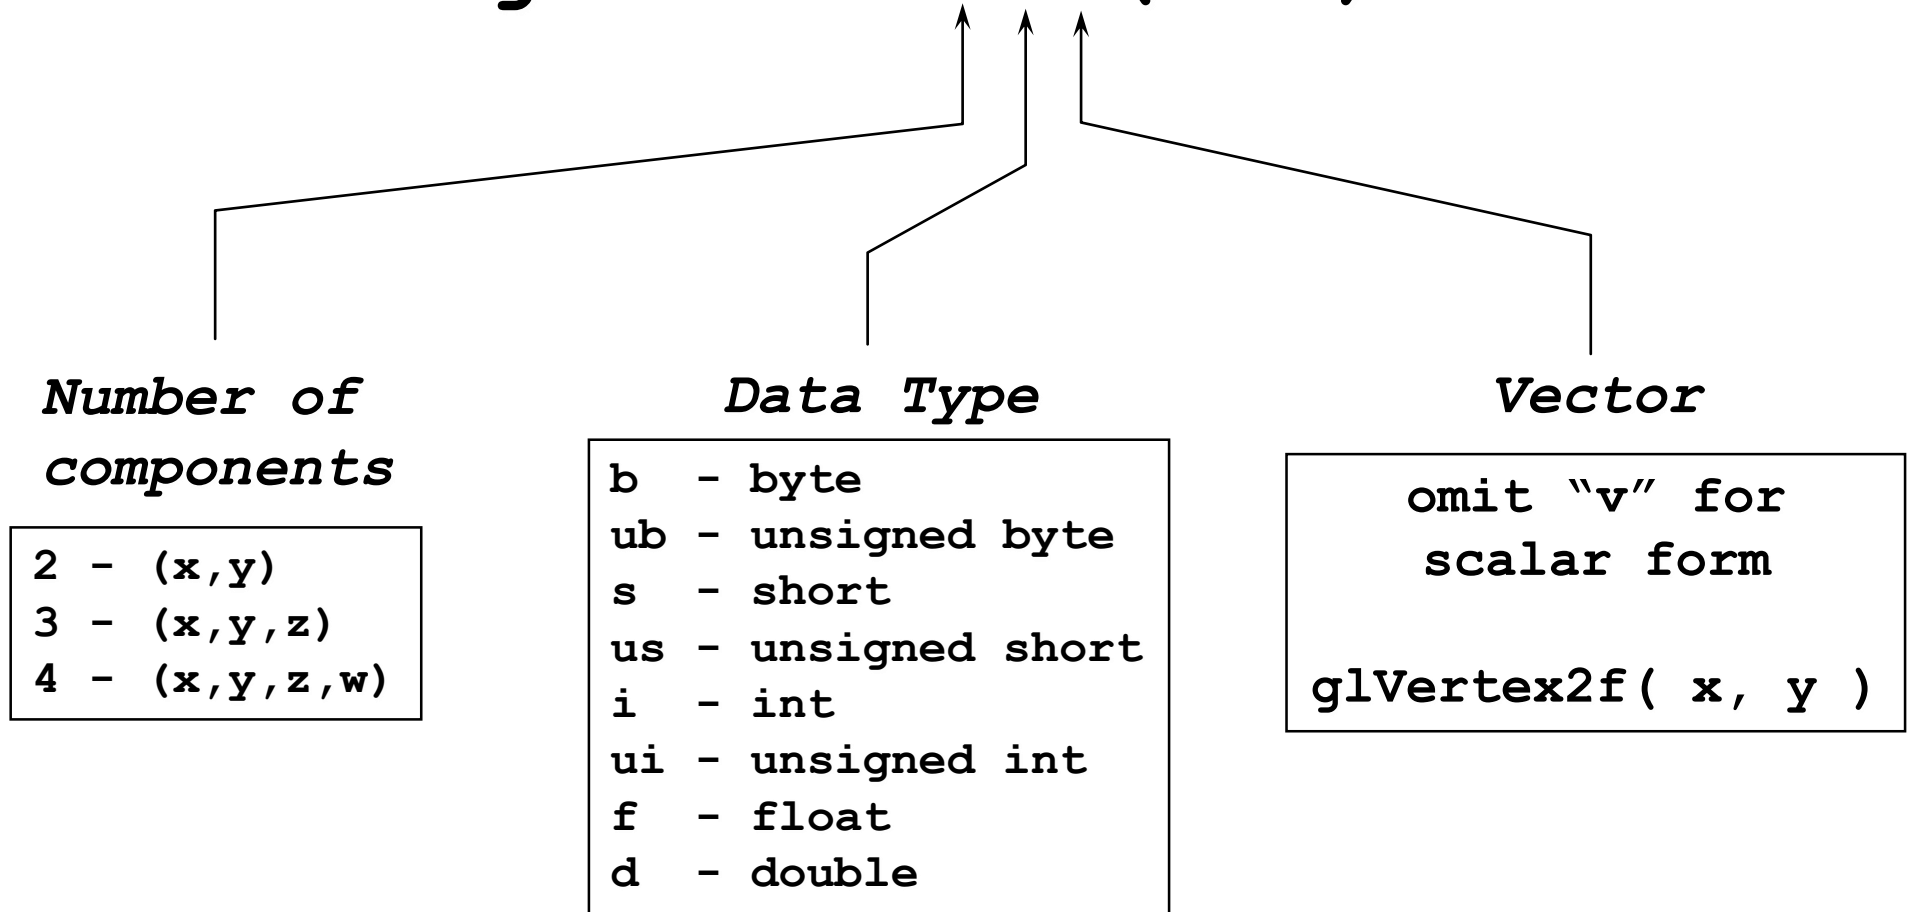 Number of
components
2 - (x,y)
3 - (x,y,z)
4 - (x,y,z,w)
Data Type
b - byte
ub - unsigned byte
s - short
us - unsigned short
i - int
ui - unsigned int
f - float
d - double
Vector
omit “v” for
scalar form
glVertex2f( x, y )